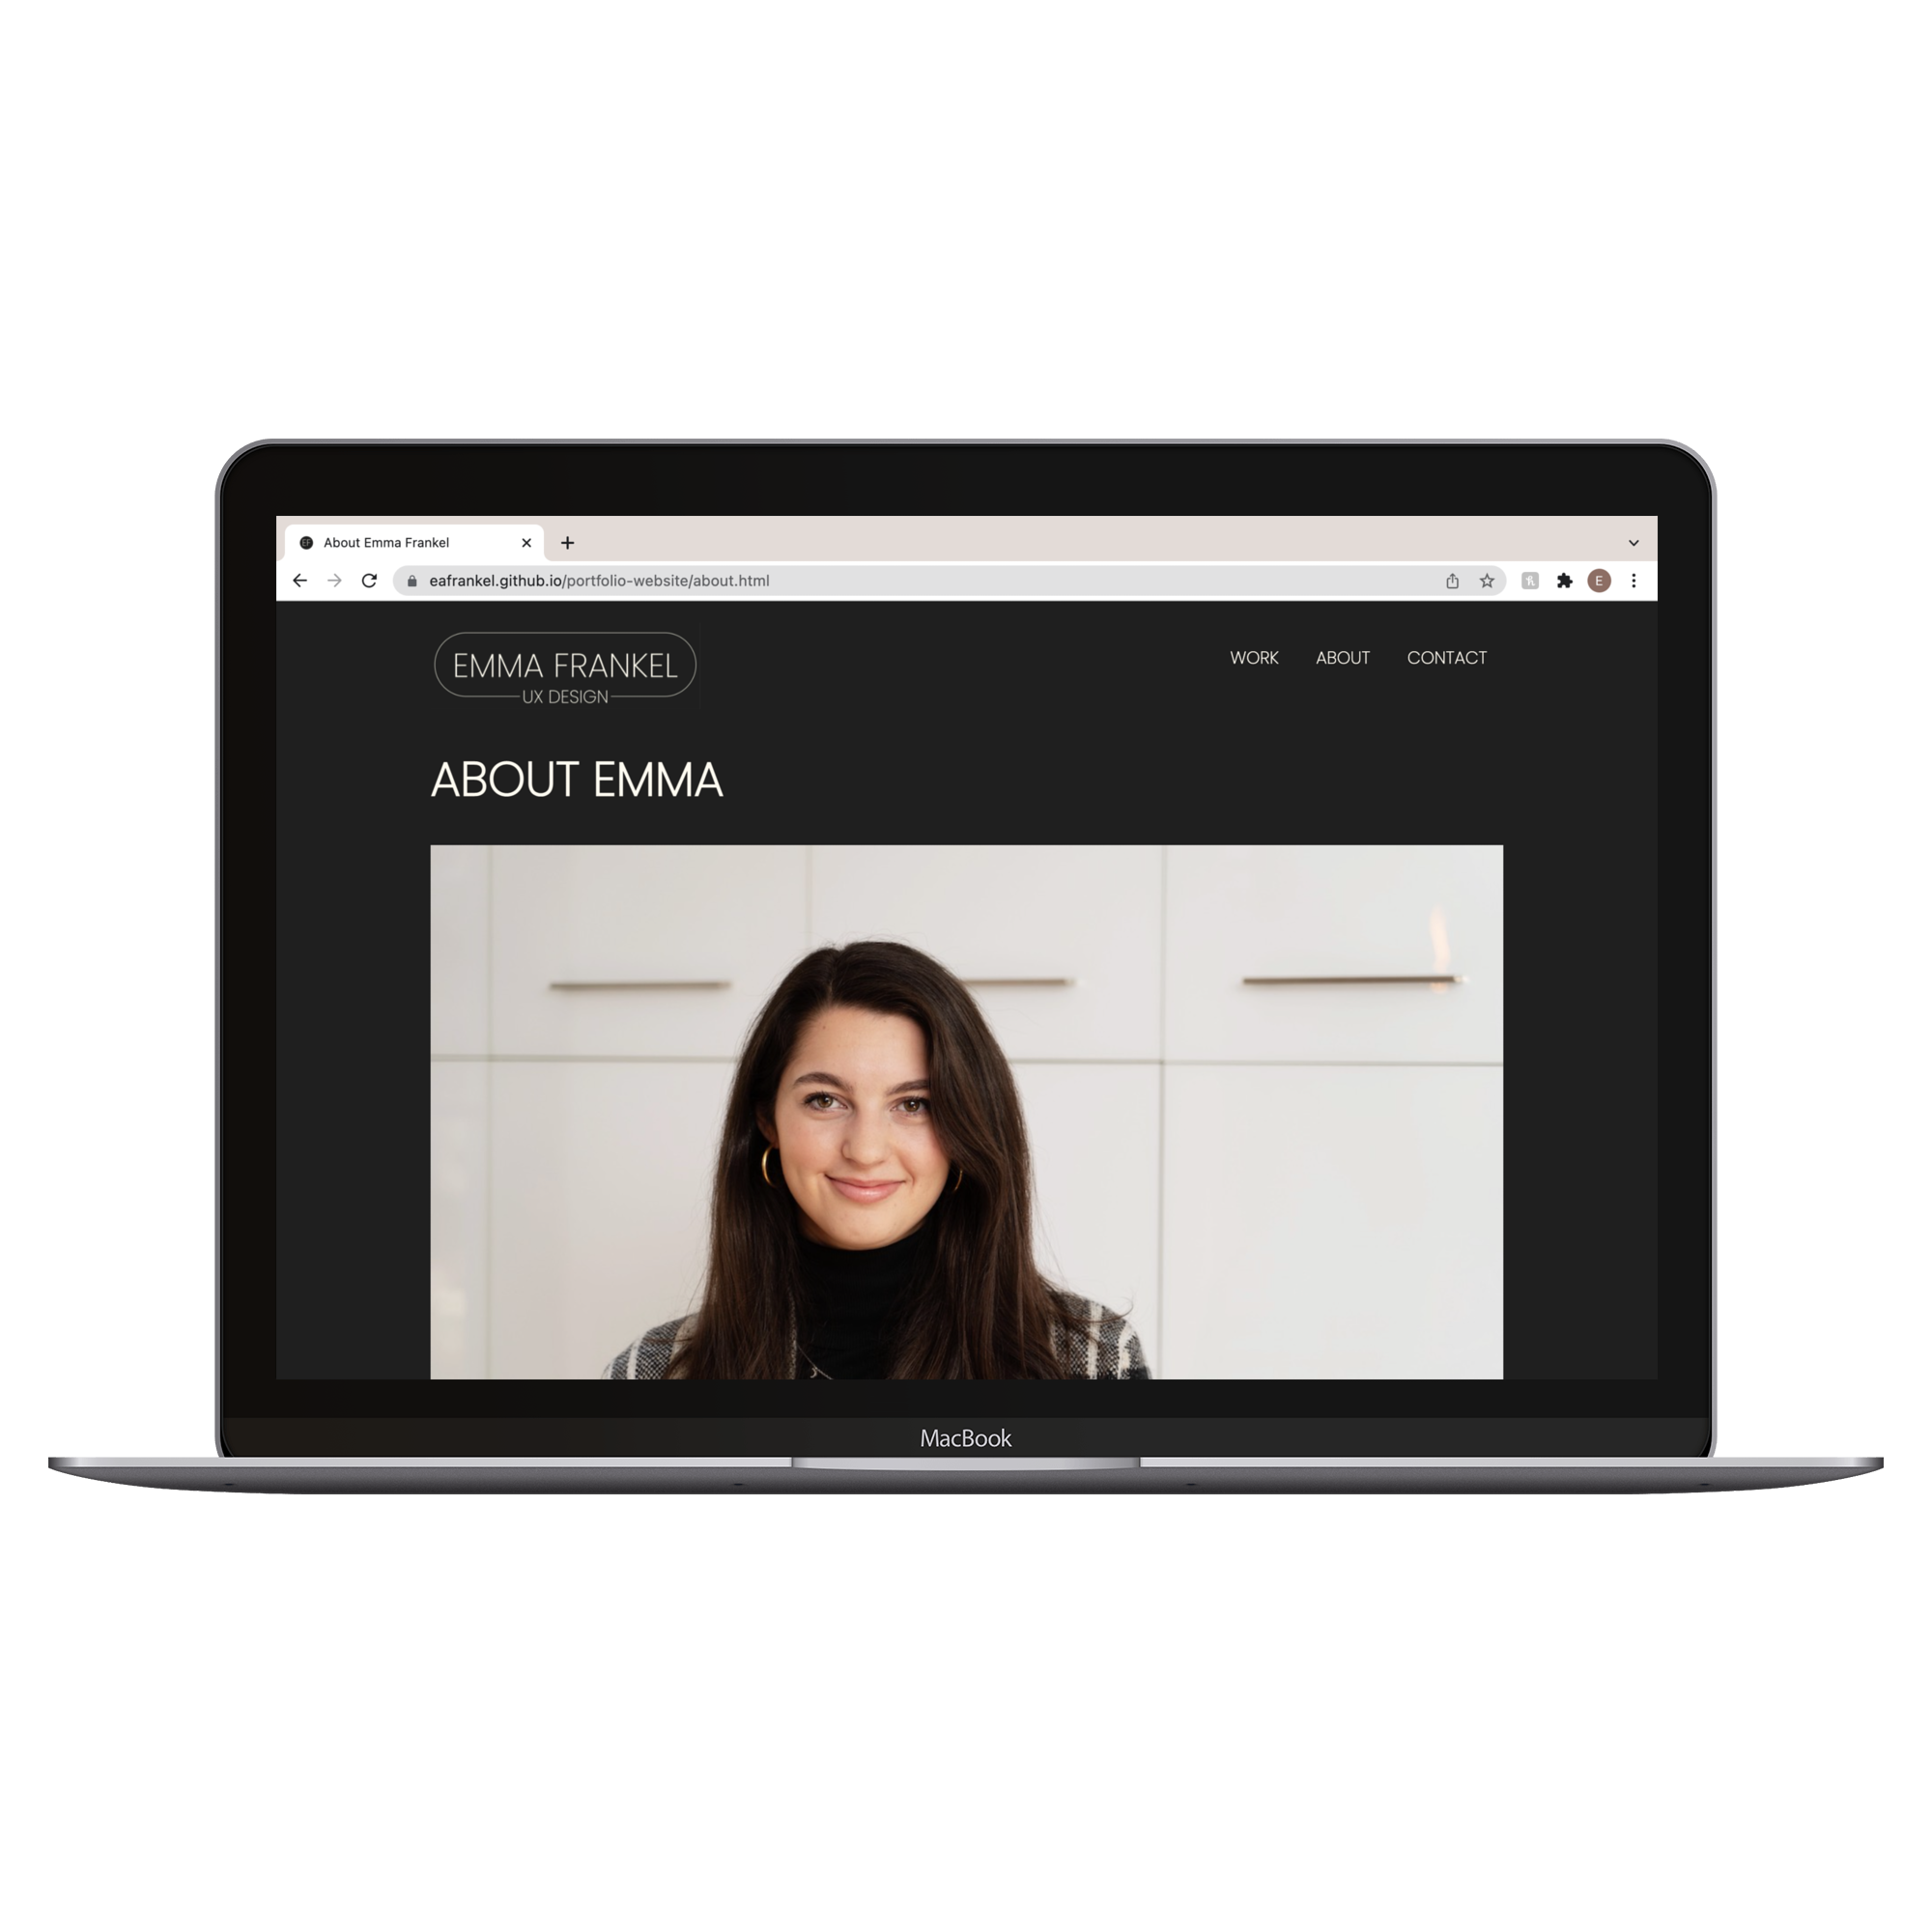 About Emma Frankel
eafrankel.github.io/portfolio-website/about.html
E
EMMA FRANKEL
UX DESIGN
WORK ABOUT CONTACT
ABOUT EMMA
MacBook